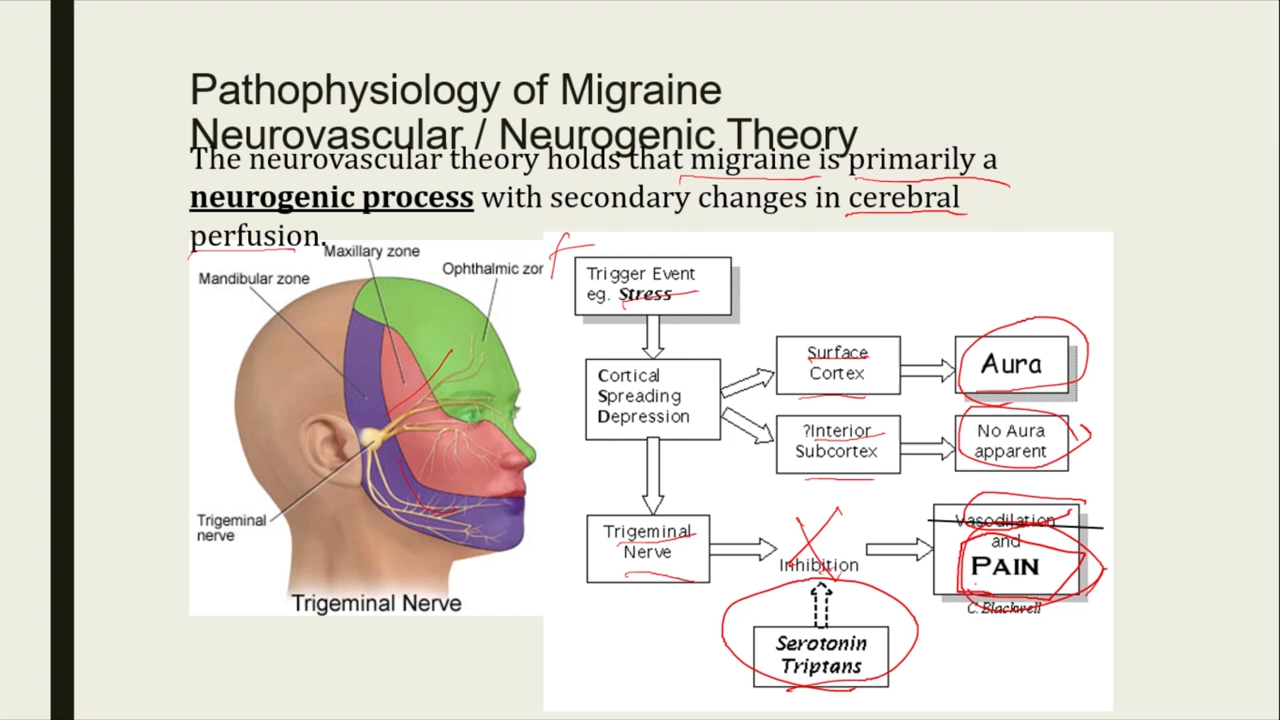 Pathophysiology of Migraine
Neurovascular / Neurogenic Theory
The neurovascular theory holds that migraine is primarily a
neurogenic process with secondary changes in cerebral
perfusion.
Maxillary zone
Mandibular zone
Ophthalmic zor
Trigeminal
nerve
Trigeminal Nerve
Trigger Event
eg. Stress
Cortical
Spreading
Depression
Surface
Cortex
Aura
?Interior
Subcortex
No Aura
apparent
Trigeminal
Nerve
Inhibition
Vasodilation
and
PAIN
C. Blackwell
Serotonin
Triptans